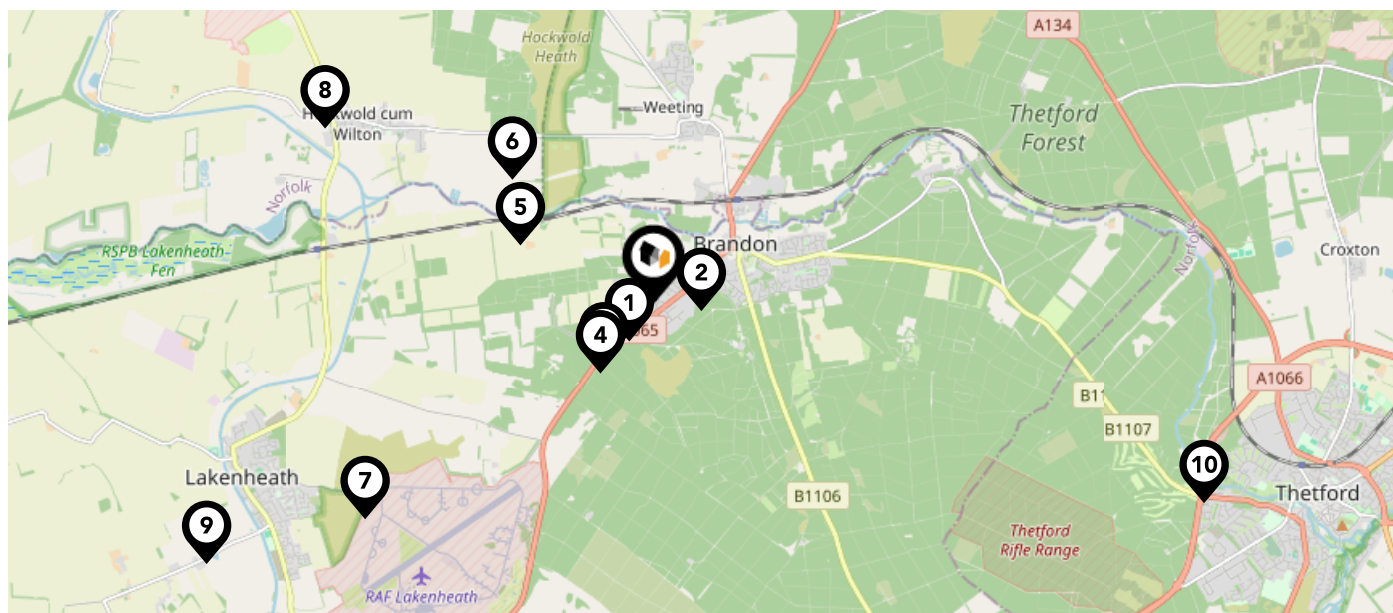 A134
Hockwold
Heath
8
Weeting
Thetford
Forest
wold cum
Wilton
6
Norfolk
5
RSPB Lakenheath-
Fen
Brandon
Norfolk
Croxton
2
1
065
4
A1066
B11
B1107
10
Lakenheath
7
B1106
Thetford
9
Thetford
Rifle Range
RAF Lakenheath